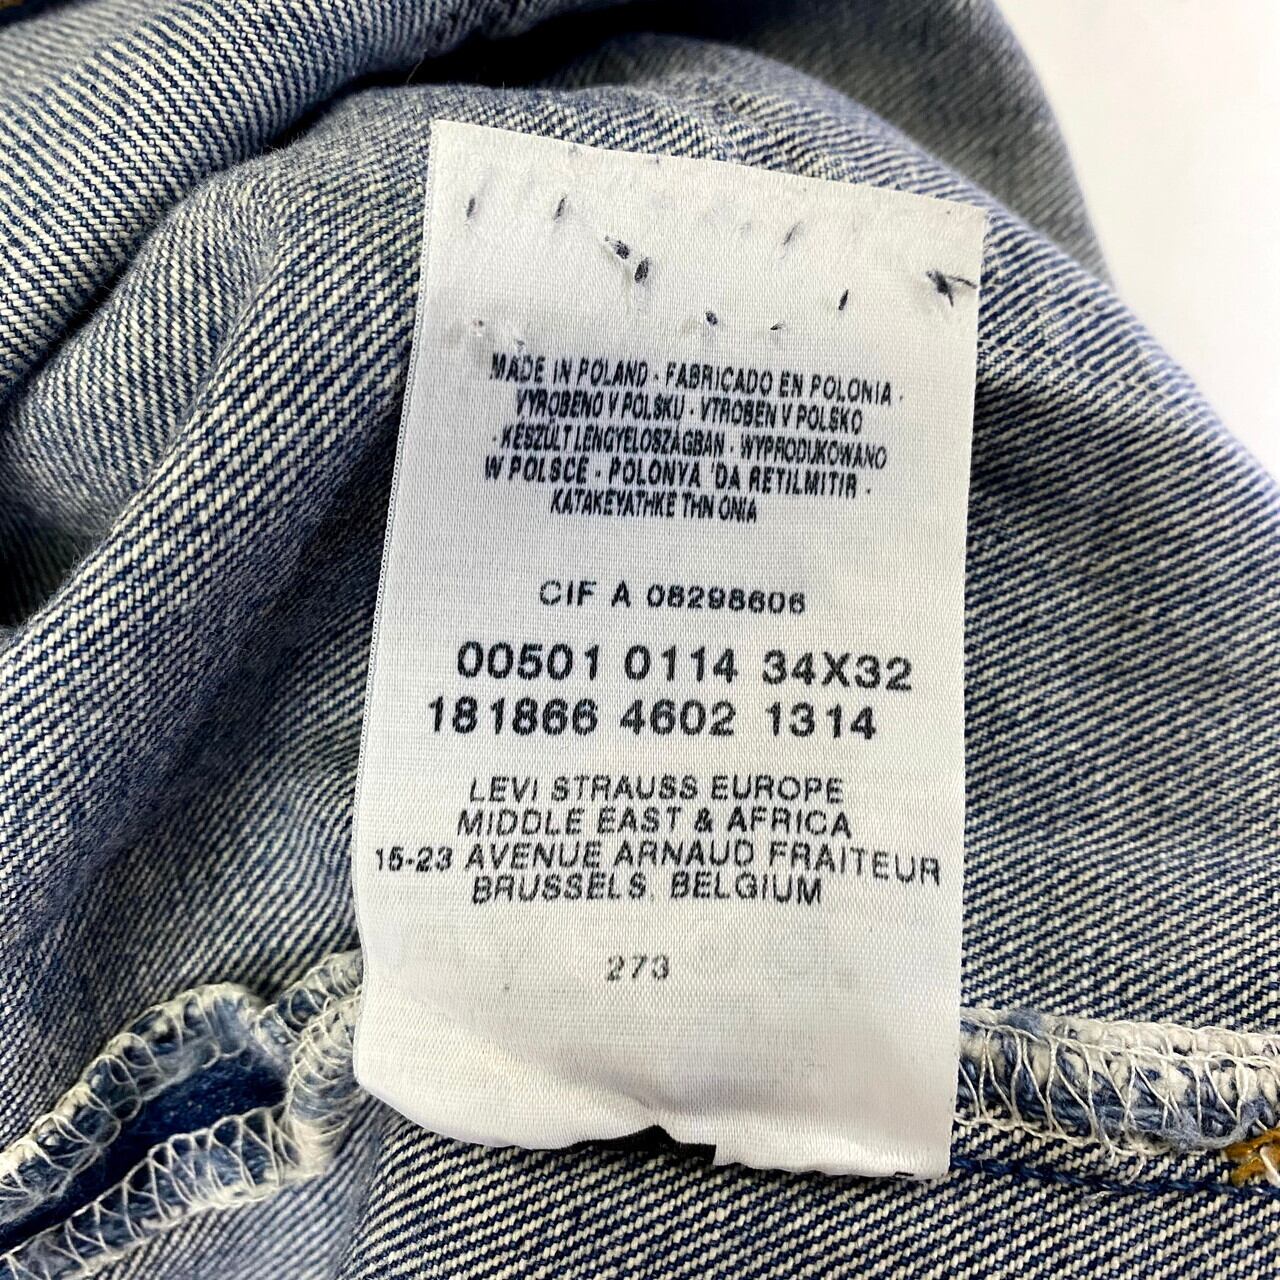 MADE IN POLAND · FABRICADO EN POLONIA ·
VYROBENO V POLSKU · VTROBEN V POLSKO
· KESZÜLT LENGYELOSZAGBAN · WYPRODUKOWANO
W POLSCE · POLONYA 'DA RETILMITIR ·
KATAKEYATHKE THN ONIA
CIF A 08298606
00501 0114 34X32
181866 4602 1314
LEVI STRAUSS EUROPE
MIDDLE EAST & AFRICA
15-23 AVENUE ARNAUD FRAITEUR
BRUSSELS, BELGIUM
273